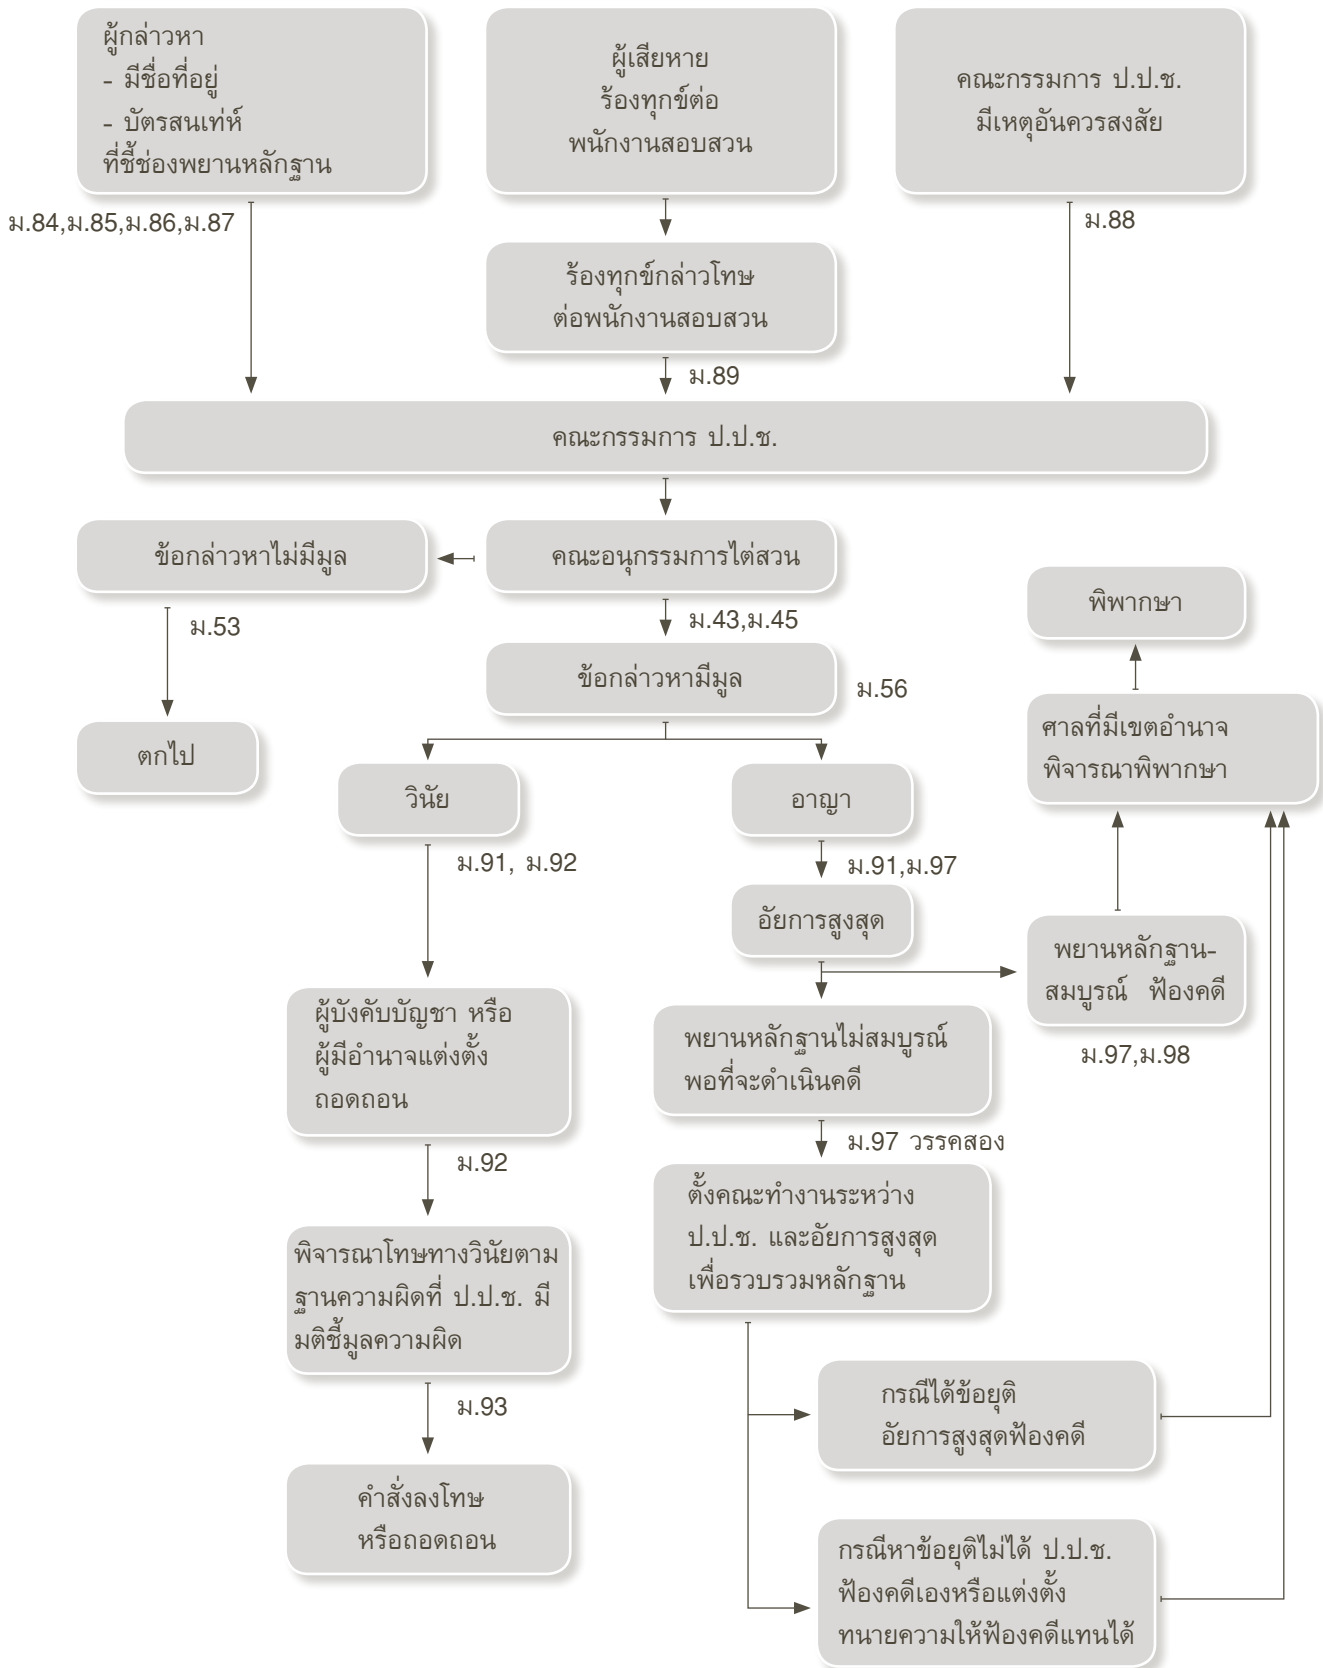 ผู้กล่าวหา
- มีชื่อที่อยู่
- บัตรสนเท่ห์
ที่ชี้ช่องพยานหลักฐาน
ผู้เสียหาย
ร้องทุกข์ต่อ
พนักงานสอบสวน
คณะกรรมการ ป.ป.ช.
มีเหตุอันควรสงสัย
ม.84,ม.85,ม.86,ม.87
ม.88
ร้องทุกข์กล่าวโทษ
ต่อพนักงานสอบสวน
ม.89
คณะกรรมการ ป.ป.ช.
ข้อกล่าวหาไม่มีมูล
คณะอนุกรรมการไต่สวน
ม.53
ม.43,ม.45
ตกไป
ข้อกล่าวหามีมูล
ม.56
พิพากษา
ศาลที่มีเขตอำนาจ
พิจารณาพิพากษา
วินัย
อาญา
ม.91, ม.92
ม.91,ม.97
อัยการสูงสุด
พยานหลักฐาน-
สมบูรณ์ ฟ้องคดี
ม.97,ม.98
ผู้บังคับบัญชา หรือ
ผู้มีอำนาจแต่งตั้ง
ถอดถอน
พยานหลักฐานไม่สมบูรณ์
พอที่จะดำเนินคดี
ม.92
ม.97 วรรคสอง
พิจารณาโทษทางวินัยตาม
ฐานความผิดที่ ป.ป.ช. มี
มติชี้มูลความผิด
ตั้งคณะทำงานระหว่าง
ป.ป.ช. และอัยการสูงสุด
เพื่อรวบรวมหลักฐาน
ม.93
คำสั่งลงโทษ
หรือถอดถอน
กรณีได้ข้อยุติ
อัยการสูงสุดฟ้องคดี
กรณีหาข้อยุติไม่ได้ ป.ป.ช.
ฟ้องคดีเองหรือแต่งตั้ง
ทนายความให้ฟ้องคดีแทนได้